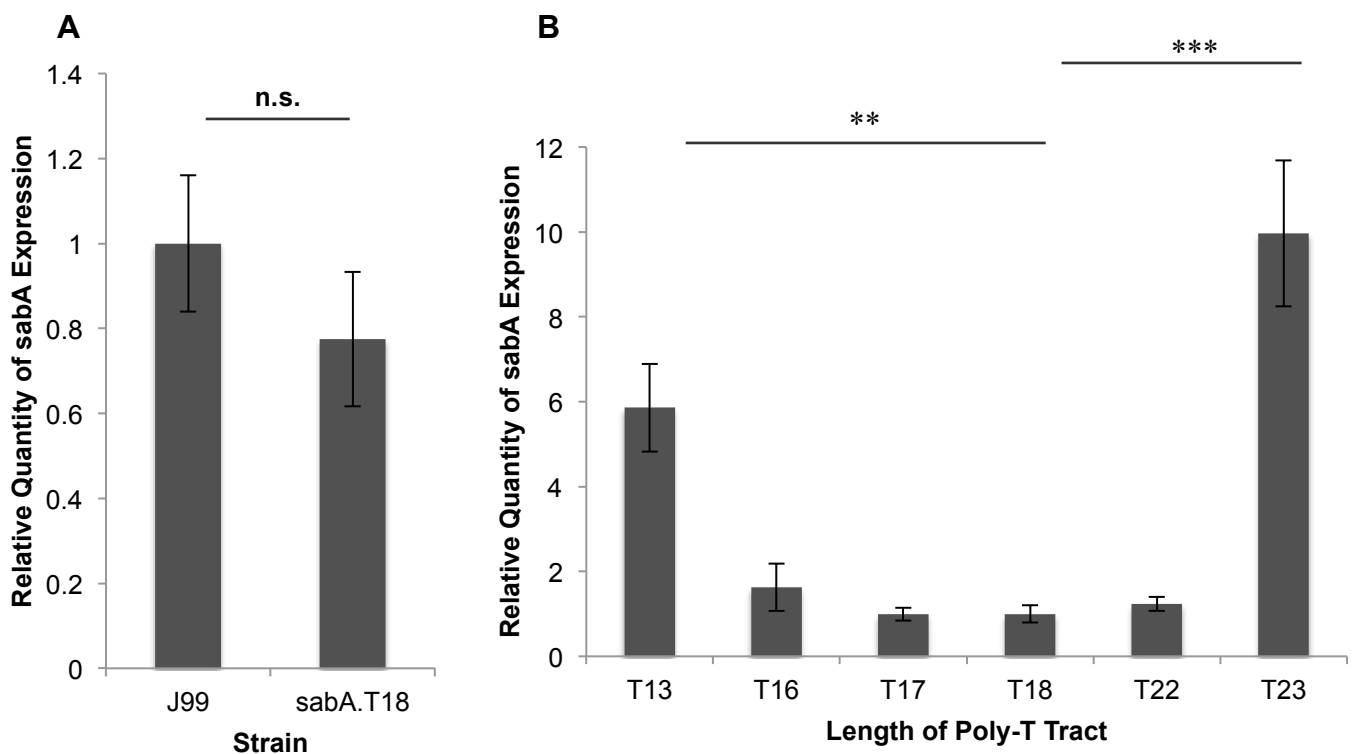 A
Relative Quantity of sabA Expression
1.4
1.2
1
0.8
0.6
0.4
0.2
0
n.s.
J99
sabA.T18
Strain
B
Relative Quantity of sabA Expression
***
**
12
10
8
6
4
2
0
T13
T16
T17
T18
T22
T23
Length of Poly-T Tract